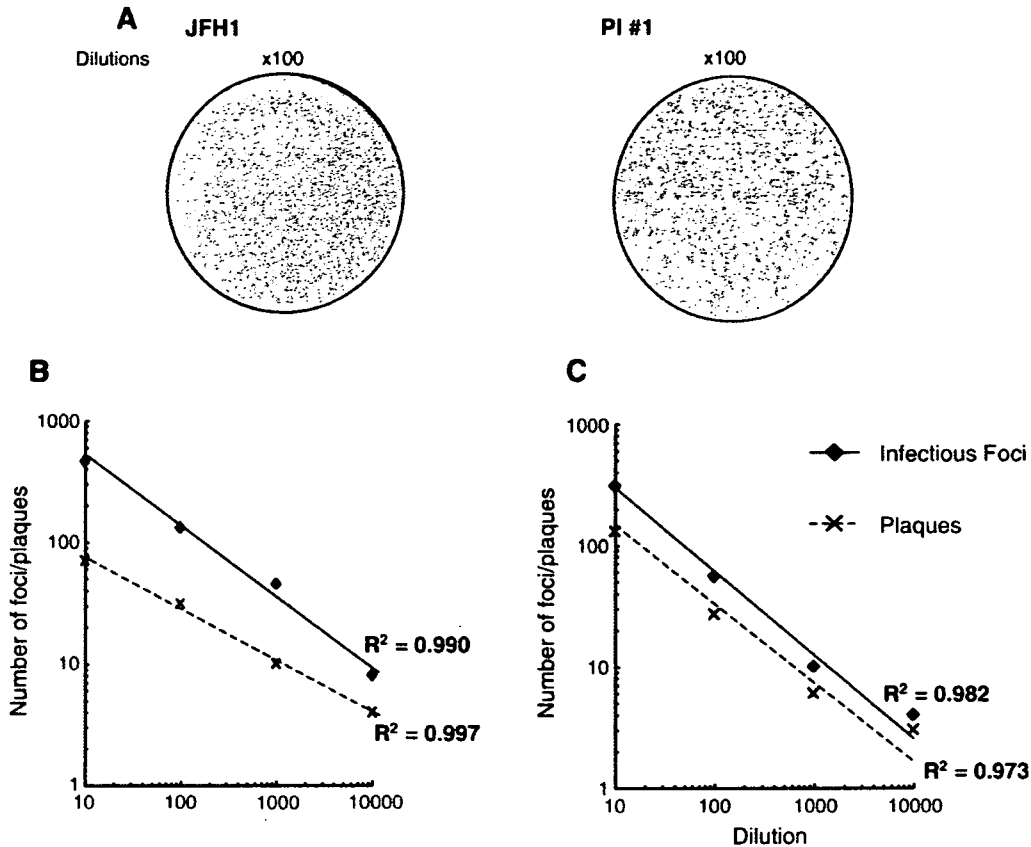 A
JFH1
PI #1
Dilutions
x100
x100
B
C
1000
100
10
1
10
100
1000
10000
Number of foci/plaques
R² = 0.990
R² = 0.997
1000
100
10
1
10
100
1000
10000
Number of foci/plaques
Dilution
Infectious Foci
Plaques
R² = 0.982
R² = 0.973